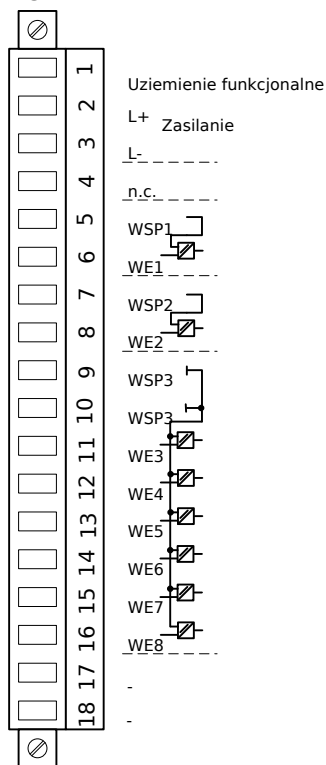 1
Uziemienie funkcjonalne
2
L+ Zasilanie
3
L-
4
n.c.
5
WSP1
6
WE1
7
WSP2
8
WE2
9
WSP3
10
WSP3
11
WE3
12
WE4
13
WE5
14
WE6
15
WE7
16
WE8
17
-
18
-